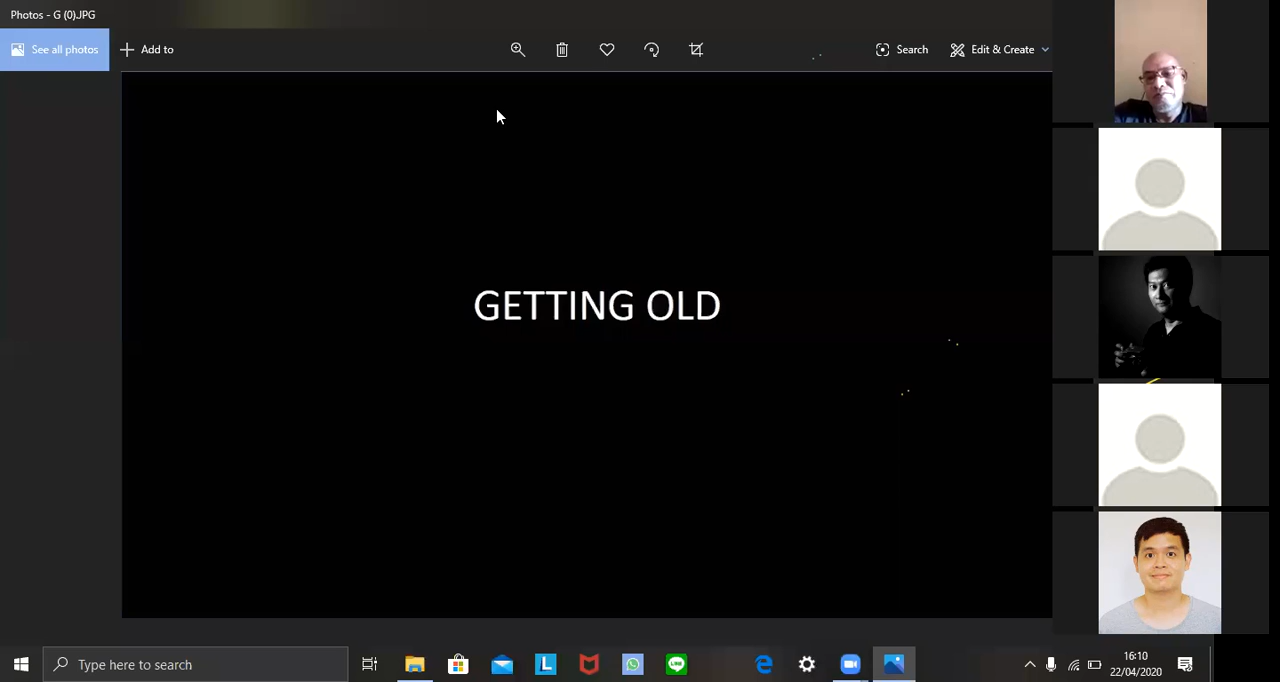 Photos - G (0).JPG
See all photos
Add to
Search
Edit & Create
GETTING OLD
Type here to search
L
LINE
16:10
22/04/2020